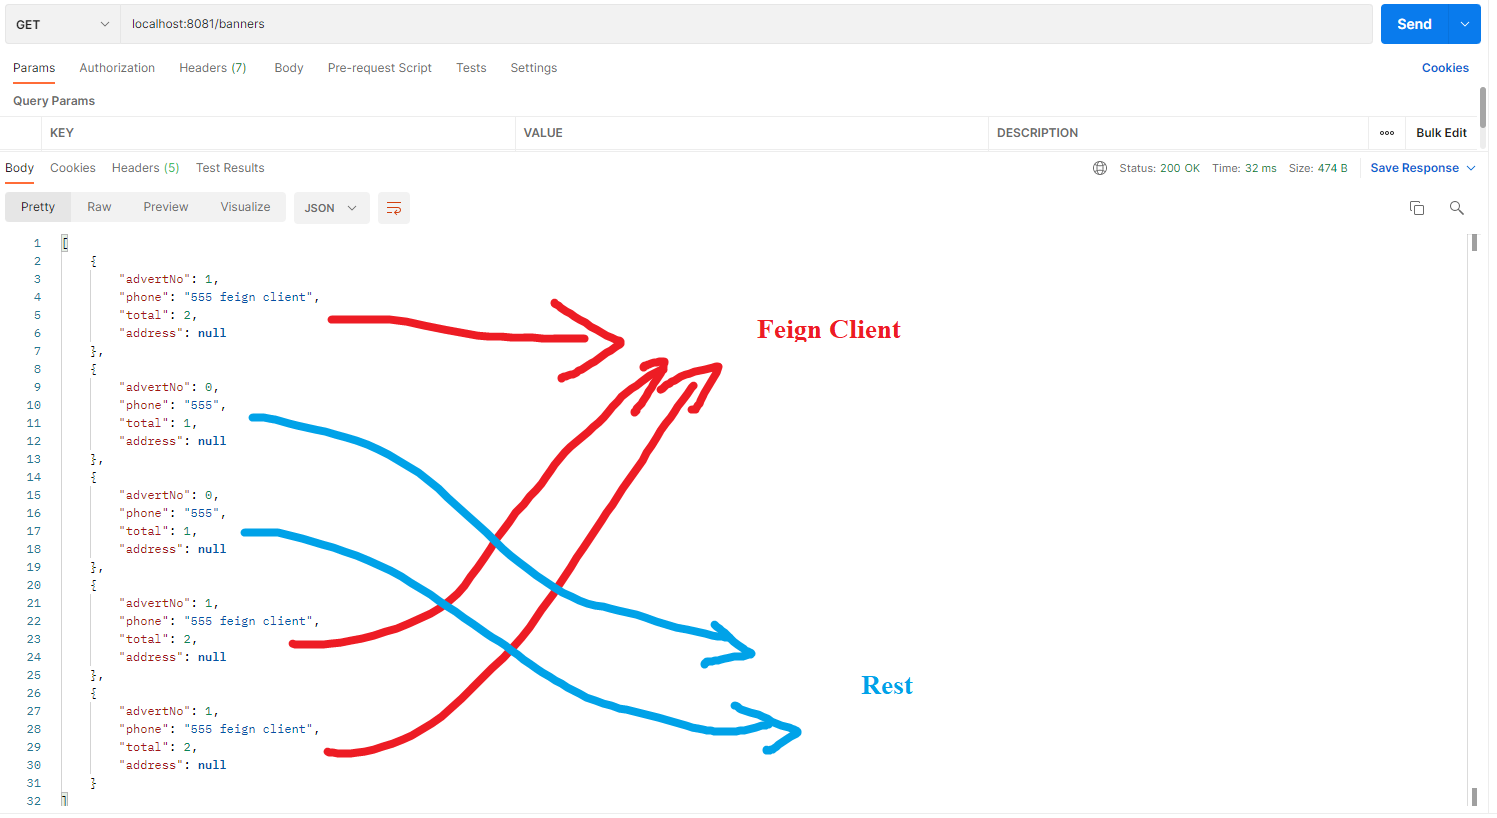 GET localhost:8081/banners Send
Params Authorization Headers (7) Body Pre-request Script Tests Settings Cookies
Query Params
KEY VALUE DESCRIPTION ooo Bulk Edit
Body Cookies Headers (5) Test Results Status: 200 OK Time: 32 ms Size: 474 B Save Response
Pretty Raw Preview Visualize JSON
1 [
2 {
3 "advertNo": 1,
4 "phone": "555 feign client",
5 "total": 2,
6 "address": null
7 },
8 {
9 "advertNo": 0,
10 "phone": "555",
11 "total": 1,
12 "address": null
13 },
14 {
15 "advertNo": 0,
16 "phone": "555",
17 "total": 1,
18 "address": null
19 },
20 {
21 "advertNo": 1,
22 "phone": "555 feign client",
23 "total": 2,
24 "address": null
25 },
26 {
27 "advertNo": 1,
28 "phone": "555 feign client",
29 "total": 2,
30 "address": null
31 }
32 ]
Feign Client
Rest